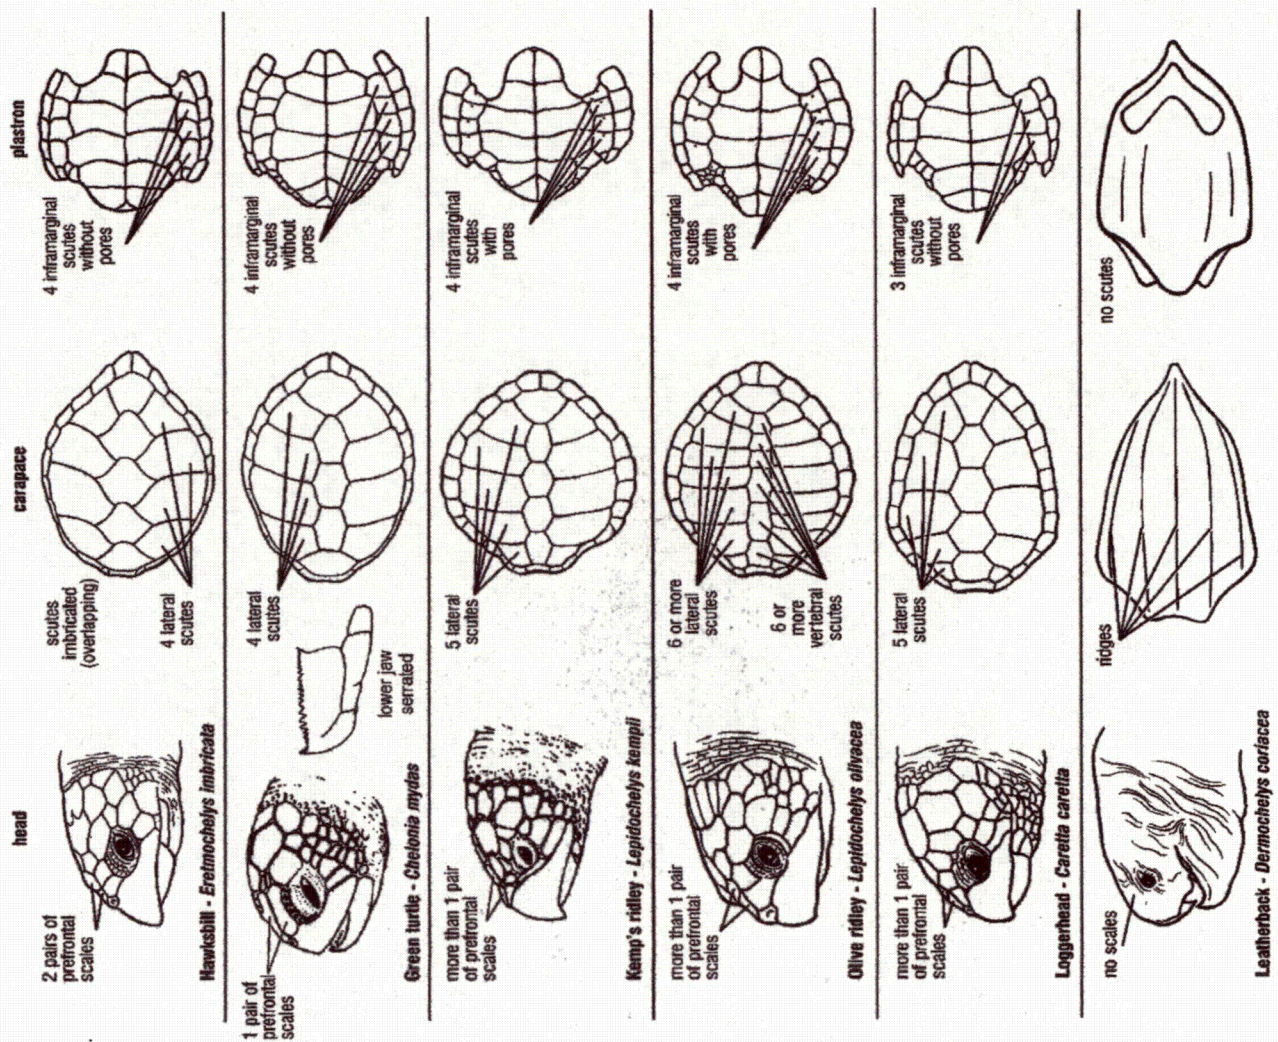 head
carapace
plastron
2 pairs of
prefrontal
scales
scutes
imbricated
(overlapping)
4 lateral
scutes
4 inframarginal
scutes
without
pores
Hawksbill - Eretmochelys imbricata
1 pair of
prefrontal
scales
lower jaw
serrated
4 lateral
scutes
4 inframarginal
scutes
without
pores
Green turtle - Chelonia mydas
more than 1 pair
of prefrontal
scales
5 lateral
scutes
4 inframarginal
scutes
with
pores
Kemp's ridley - Lepidochelys kempii
more than 1 pair
of prefrontal
scales
6 or more
lateral
scutes
6 or
more
vertebral
scutes
4 inframarginal
scutes
with
pores
Olive ridley - Lepidochelys olivacea
more than 1 pair
of prefrontal
scales
5 lateral
scutes
3 inframarginal
scutes
without
pores
Loggerhead - Caretta caretta
no scales
ridges
no scutes
Leatherback - Dermochelys coriacea